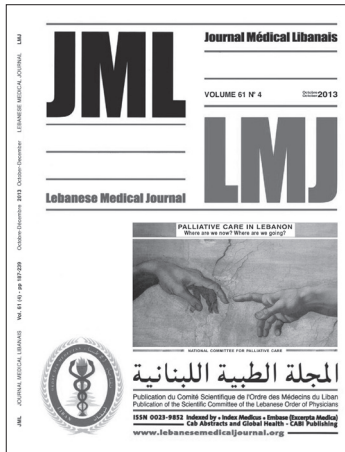 JML
Journal Médical Libanais
VOLUME 61 N° 4
Octobre
Décembre 2013
LMJ
Lebanese Medical Journal
PALLIATIVE CARE IN LEBANON
Where are we now? Where are we going?
NATIONAL COMMITTEE FOR PALLIATIVE CARE
المجلة الطبية اللبنانية
Publication du Comité Scientifique de l'Ordre des Médecins du Liban
Publication of the Scientific Committee of the Lebanese Order of Physicians
ISSN 0023-9852 Indexed by • Index Medicus • Embase (Excerpta Medica)
Cab Abstracts and Global Health - CABI Publishing
www.lebanesemedicaljournal.org
JML JOURNAL MÉDICAL LIBANAIS Vol. 61 (4) - pp 187-239 Octobre-Décembre 2013 October-December LEBANESE MEDICAL JOURNAL LMJ